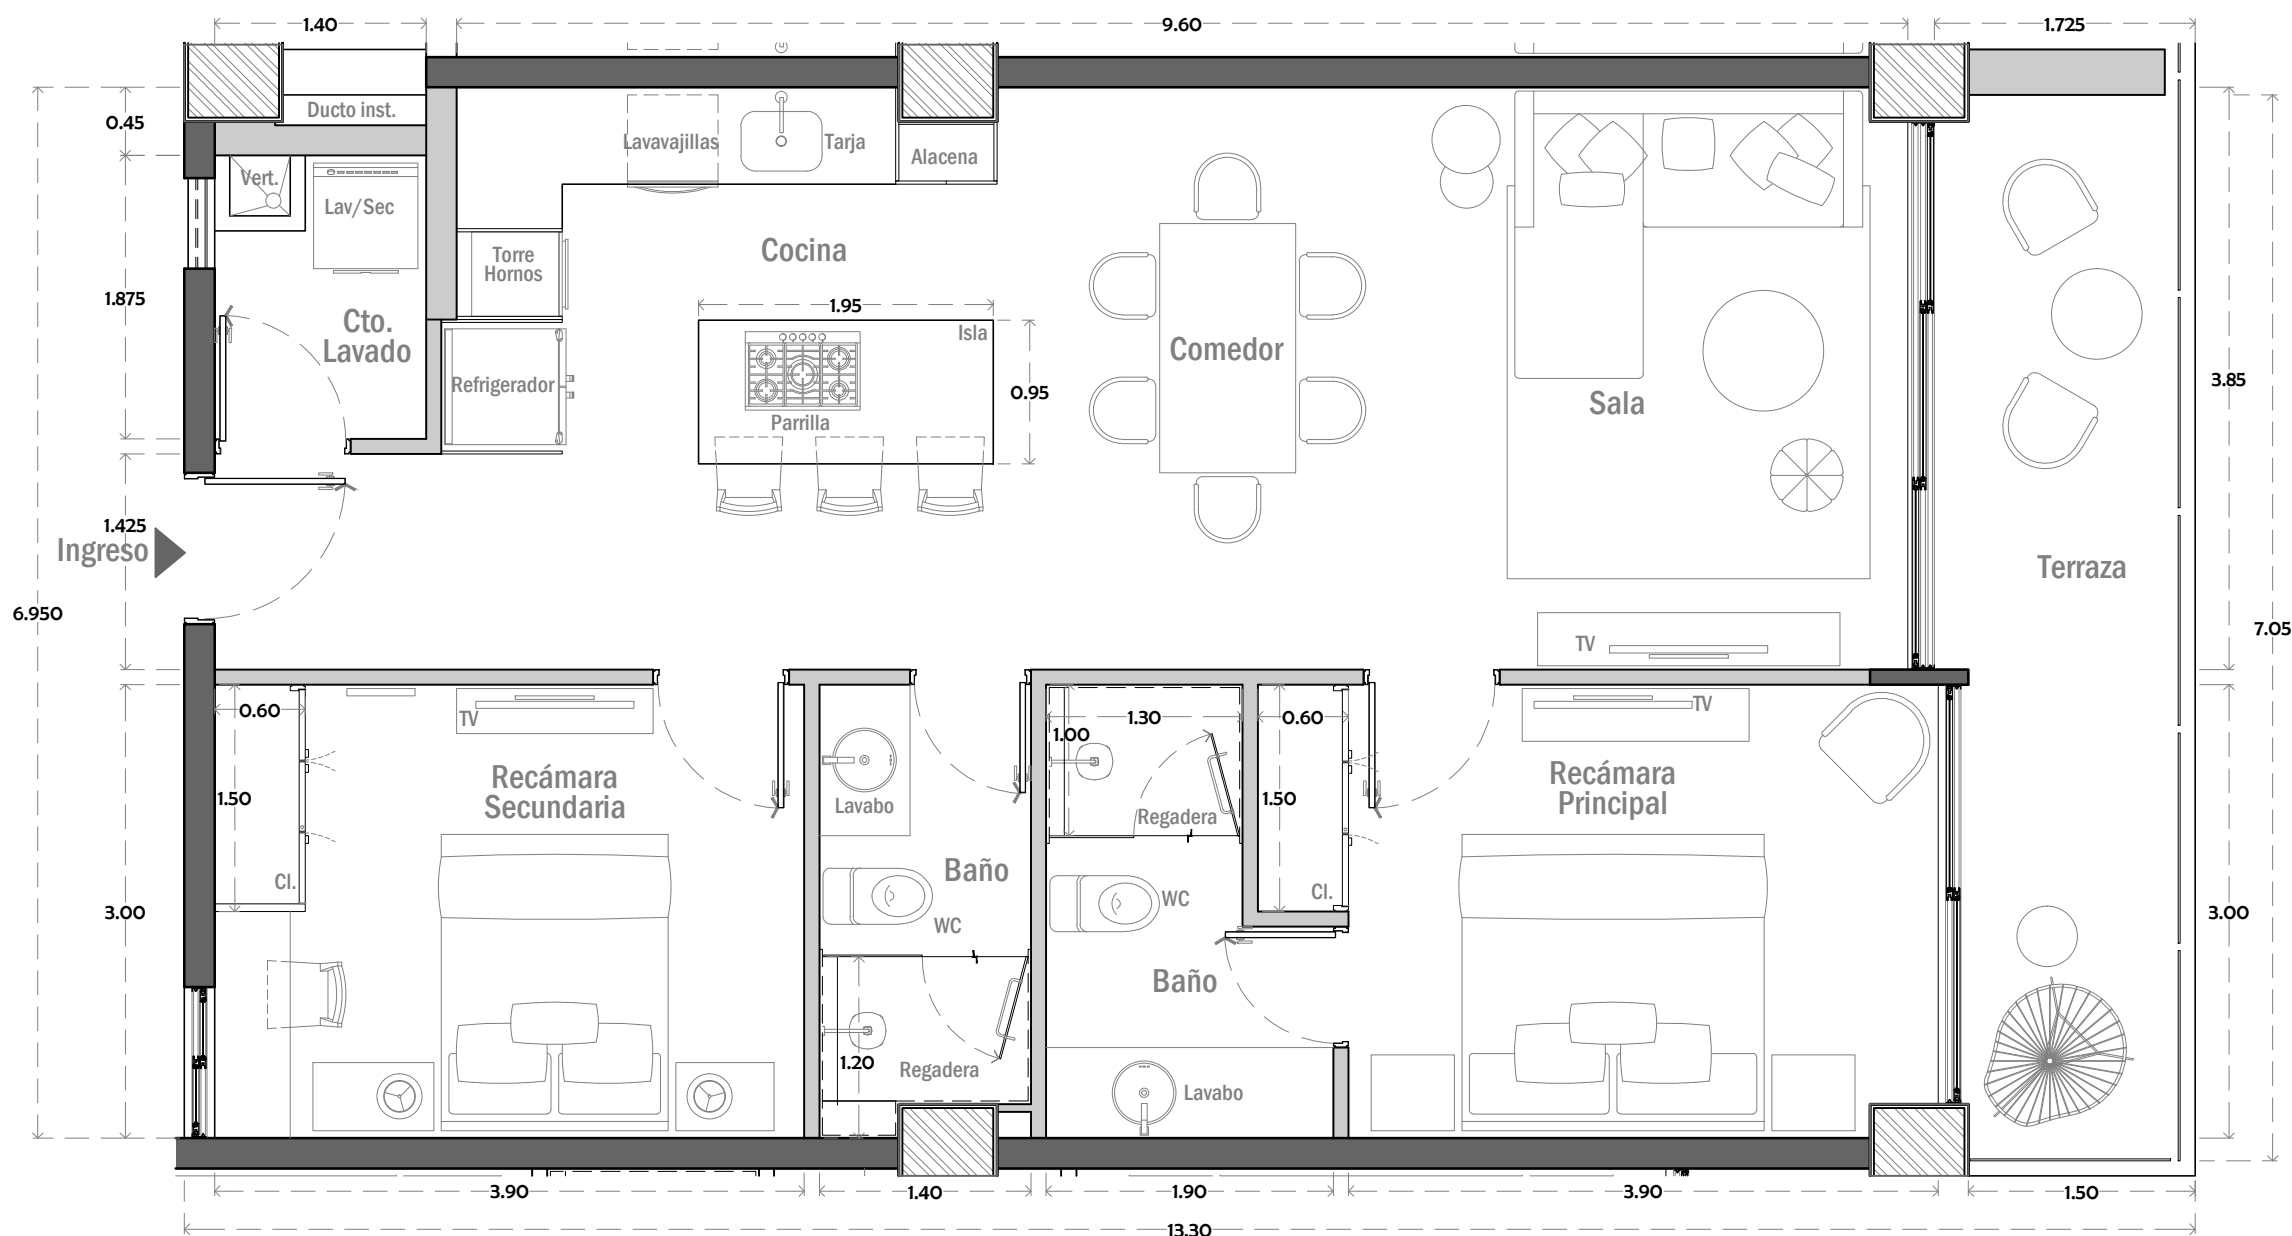 1.40
9.60
1.725
Ducto inst.
0.45
Lavavajillas
Tarja
Alacena
Vert.
Lav/Sec
Torre
Hornos
Cocina
1.875
1.95
Cto.
Lavado
Isla
Comedor
Refrigerador
0.95
3.85
Parrilla
Sala
1.425
Ingreso
Terraza
6.950
7.05
TV
0.60
TV
1.30
1.00
0.60
TV
Recámara
Secundaria
Recámara
Principal
1.50
Lavabo
Regadera
1.50
Cl.
Baño
WC
Cl.
3.00
WC
3.00
Baño
1.20
Regadera
Lavabo
3.90
1.40
1.90
3.90
1.50
13.30